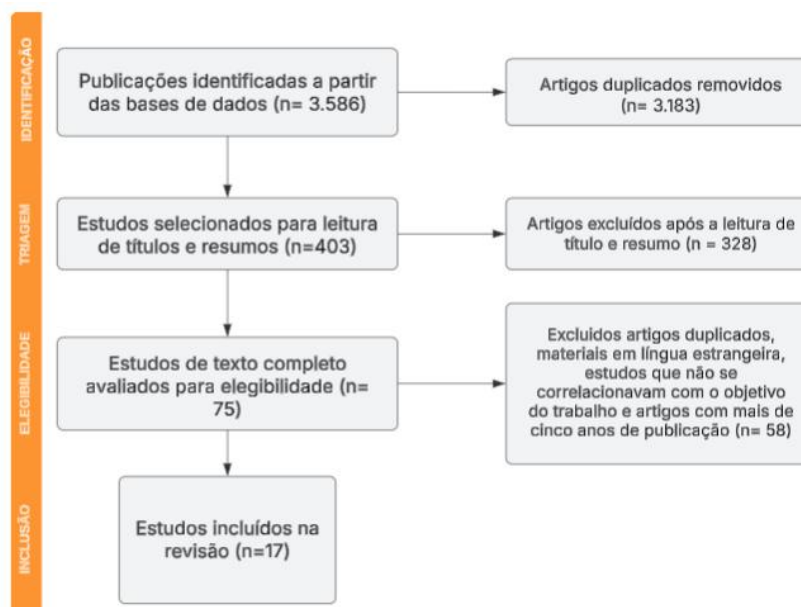 IDENTIFICAÇÃO
Publicações identificadas a partir
das bases de dados (n= 3.586)
Artigos duplicados removidos
(n= 3.183)
TRIAGEM
Estudos selecionados para leitura
de títulos e resumos (n=403)
Artigos excluídos após a leitura de
título e resumo (n = 328)
ELEGIBILIDADE
Estudos de texto completo
avaliados para elegibilidade (n=
75)
Excluidos artigos duplicados,
materiais em língua estrangeira,
estudos que não se
correlacionavam com o objetivo
do trabalho e artigos com mais de
cinco anos de publicação (n= 58)
INCLUSÃO
Estudos incluídos na
revisão (n=17)